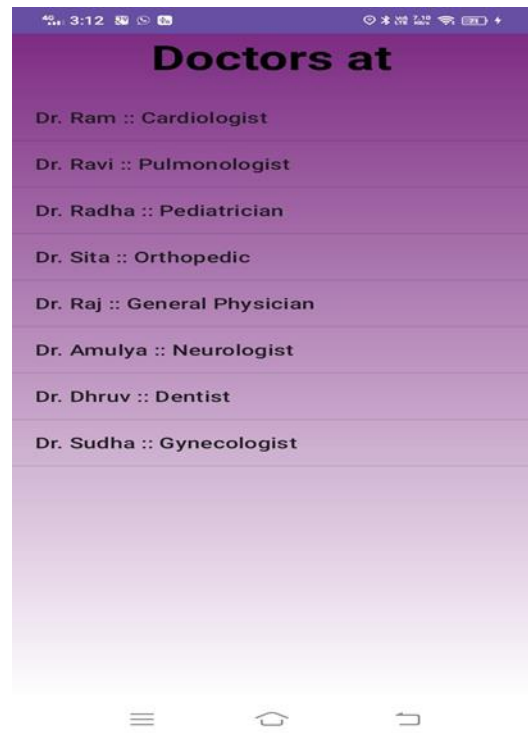 4G 3:12
Doctors at
Dr. Ram :: Cardiologist
Dr. Ravi :: Pulmonologist
Dr. Radha :: Pediatrician
Dr. Sita :: Orthopedic
Dr. Raj :: General Physician
Dr. Amulya :: Neurologist
Dr. Dhruv :: Dentist
Dr. Sudha :: Gynecologist